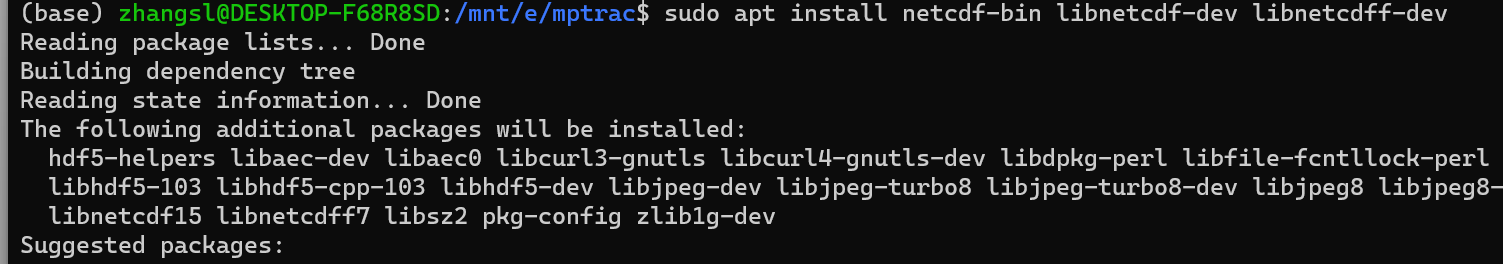 (base) zhangsl@DESKTOP-F68R8SD:/mnt/e/mptrac$ sudo apt install netcdf-bin libnetcdf-dev libnetcdff-dev
Reading package lists... Done
Building dependency tree
Reading state information... Done
The following additional packages will be installed:
  hdf5-helpers libaec-dev libaec0 libcurl3-gnutls libcurl4-gnutls-dev libdpkg-perl libfile-fcntllock-perl
  libhdf5-103 libhdf5-cpp-103 libhdf5-dev libjpeg-dev libjpeg-turbo8 libjpeg-turbo8-dev libjpeg8 libjpeg8-
  libnetcdf15 libnetcdff7 libsz2 pkg-config zlib1g-dev
Suggested packages: